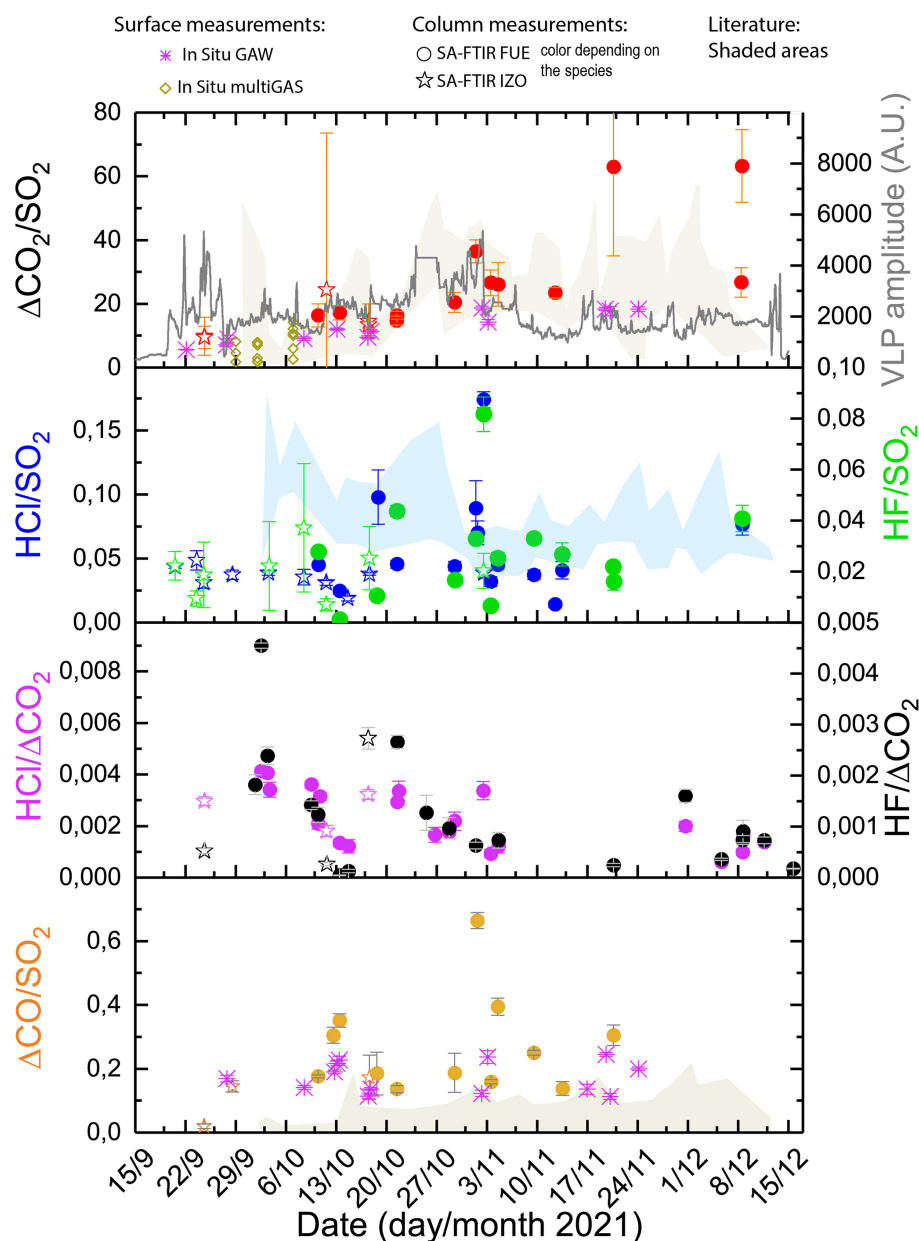 Surface measurements:
Column measurements:
Literature:
In Situ GAW
SA-FTIR FUE
color depending on
Shaded areas
In Situ multiGAS
SA-FTIR IZO
the species
ΔCO2/SO2
80
60
40
20
0
8000
6000
4000
2000
0,10
VLP amplitude (A.U.)
HCl/SO2
0,15
0,10
0,05
0,00
0,08
0,06
0,04
0,02
0,005
HF/SO2
HCl/ΔCO2
0,008
0,006
0,004
0,002
0,000
0,004
0,003
0,002
0,001
0,000
HF/ΔCO2
ΔCO/SO2
0,6
0,4
0,2
0,0
15/9
22/9
29/9
6/10
13/10
20/10
27/10
3/11
10/11
17/11
24/11
1/12
8/12
15/12
Date (day/month 2021)